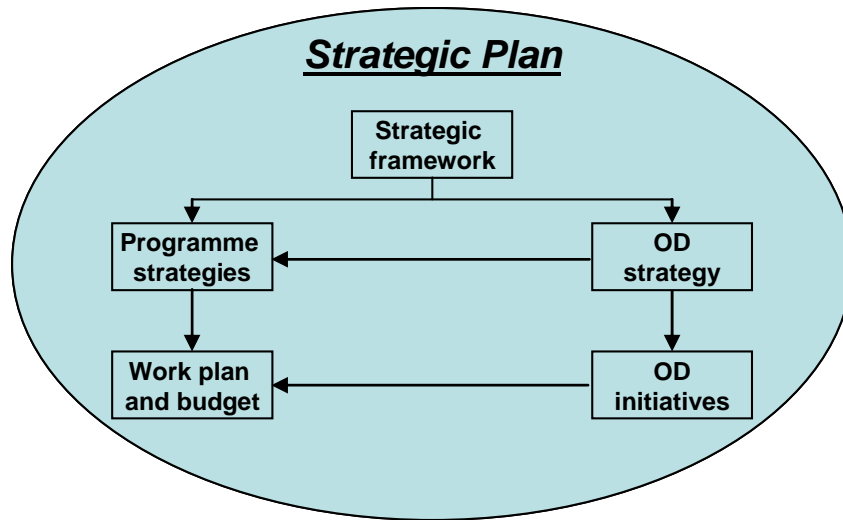 Strategic Plan
Strategic
framework
Programme
strategies
OD
strategy
Work plan
and budget
OD
initiatives